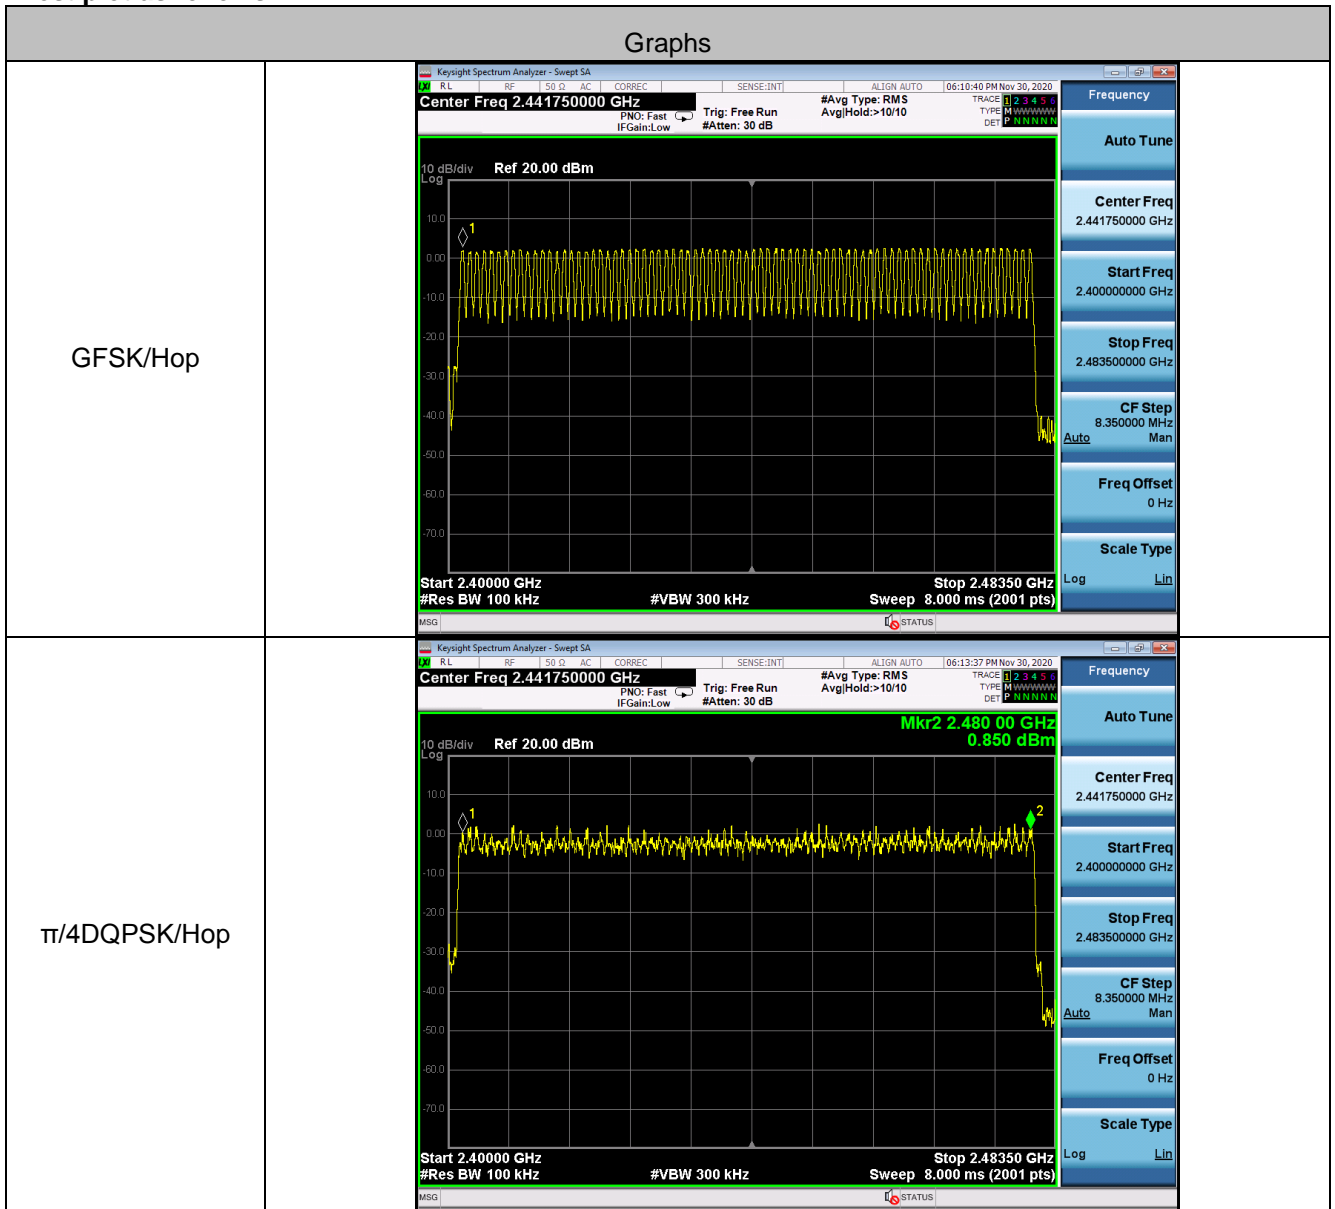 Graphs
GFSK/Hop
Keysight Spectrum Analyzer - Swept SA
LXI RL RF 50 Ω AC CORREC SENSE:INT ALIGN AUTO 06:10:40 PM Nov 30, 2020
Center Freq 2.441750000 GHz
PNO: Fast
IFGain:Low
Trig: Free Run
#Atten: 30 dB
#Avg Type: RMS
Avg|Hold:>10/10
TRACE 1 2 3 4 5 6
TYPE M W W W W W
DET P N N N N N
10 dB/div Ref 20.00 dBm
Log
10.0
1
0.00
-10.0
-20.0
-30.0
-40.0
-50.0
-60.0
-70.0
Start 2.40000 GHz Stop 2.48350 GHz
#Res BW 100 kHz #VBW 300 kHz Sweep 8.000 ms (2001 pts)
MSG STATUS
Frequency
Auto Tune
Center Freq
2.441750000 GHz
Start Freq
2.400000000 GHz
Stop Freq
2.483500000 GHz
CF Step
8.350000 MHz
Auto Man
Freq Offset
0 Hz
Scale Type
Log Lin
π/4DQPSK/Hop
Keysight Spectrum Analyzer - Swept SA
LXI RL RF 50 Ω AC CORREC SENSE:INT ALIGN AUTO 06:13:37 PM Nov 30, 2020
Center Freq 2.441750000 GHz
PNO: Fast
IFGain:Low
Trig: Free Run
#Atten: 30 dB
#Avg Type: RMS
Avg|Hold:>10/10
TRACE 1 2 3 4 5 6
TYPE M W W W W W
DET P N N N N N
Mkr2 2.480 00 GHz
0.850 dBm
10 dB/div Ref 20.00 dBm
Log
10.0
1
2
0.00
-10.0
-20.0
-30.0
-40.0
-50.0
-60.0
-70.0
Start 2.40000 GHz Stop 2.48350 GHz
#Res BW 100 kHz #VBW 300 kHz Sweep 8.000 ms (2001 pts)
MSG STATUS
Frequency
Auto Tune
Center Freq
2.441750000 GHz
Start Freq
2.400000000 GHz
Stop Freq
2.483500000 GHz
CF Step
8.350000 MHz
Auto Man
Freq Offset
0 Hz
Scale Type
Log Lin